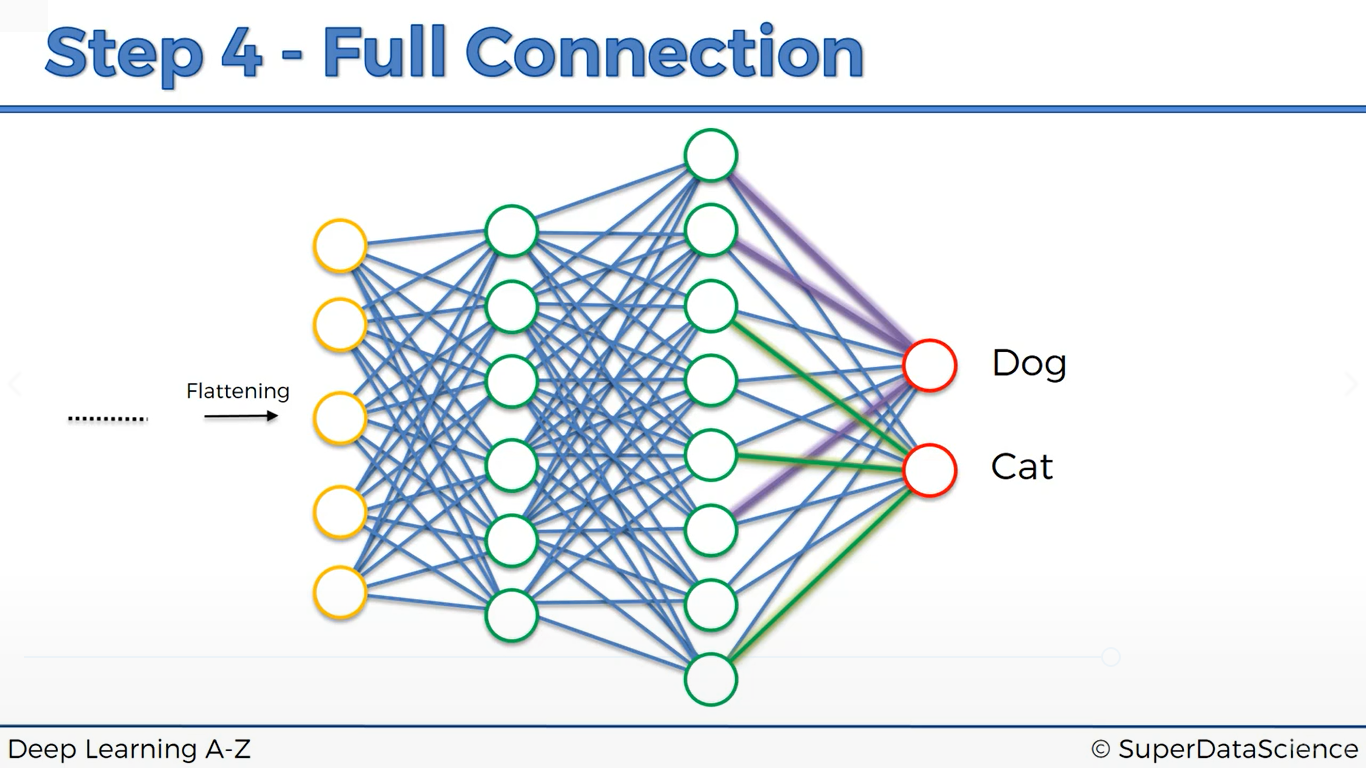 Step 4 - Full Connection
Flattening
Dog
Cat
Deep Learning A-Z
© SuperDataScience